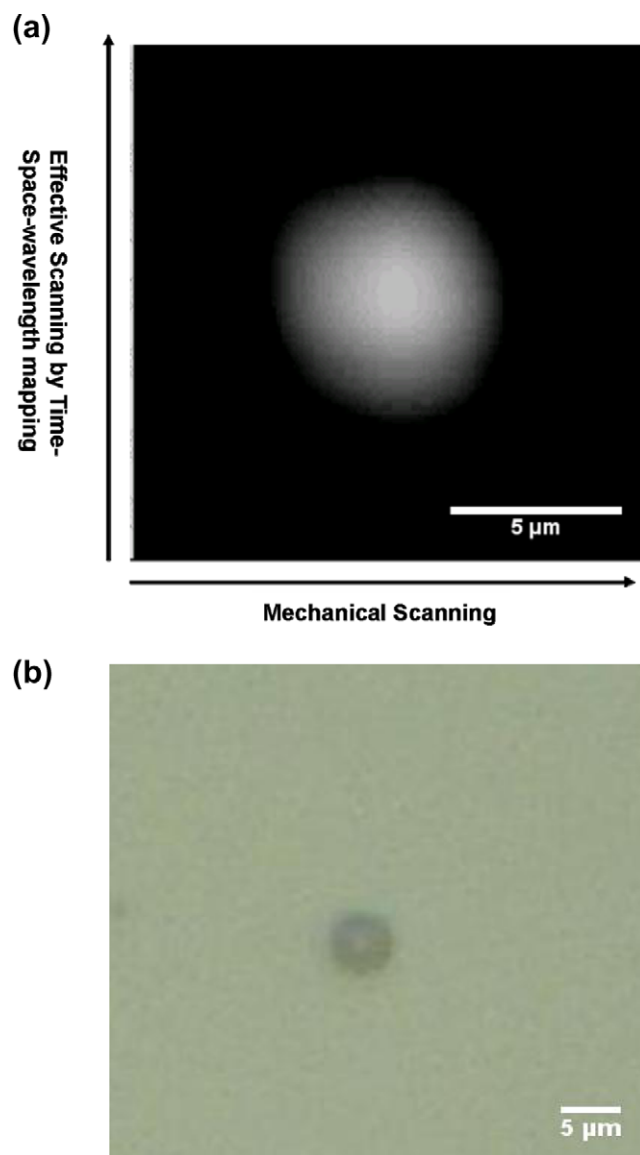 (a)
Effective Scanning by Time-
Space-wavelength mapping
5 µm
Mechanical Scanning
(b)
5 µm